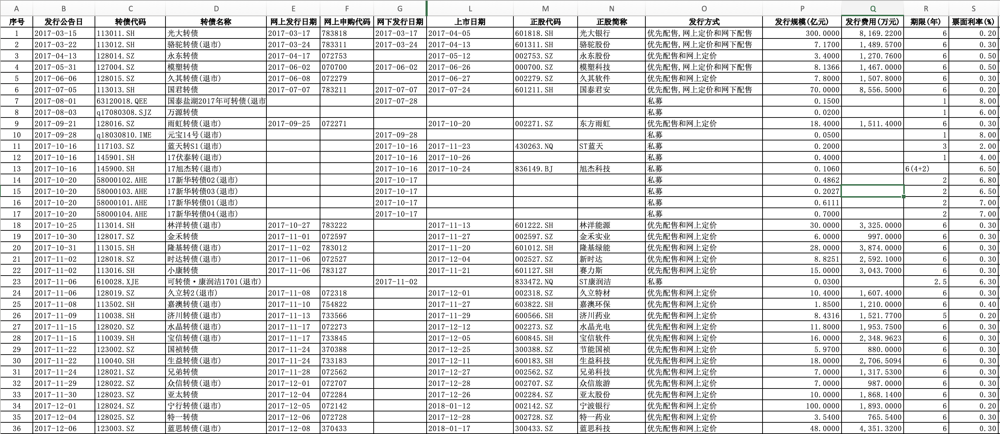 A B C D E F G L M N O P Q R S
序号 发行公告日 转债代码 转债名称 网上发行日期 网上申购代码 网下发行日期 上市日期 正股代码 正股简称 发行方式 发行规模(亿元) 发行费用(万元) 期限(年) 票面利率(%)
1 2017-03-15 113011.SH 光大转债 2017-03-17 783818 2017-03-17 2017-04-05 601818.SH 光大银行 优先配售,网上定价和网下配售 300.0000 8,169.2200 6 0.20
2 2017-03-22 113012.SH 骆驼转债(退市) 2017-03-24 783311 2017-03-24 2017-04-13 601311.SH 骆驼股份 优先配售,网上定价和网下配售 7.1700 1,489.5700 6 0.30
3 2017-04-13 128014.SZ 永东转债 2017-04-17 072753 2017-05-12 002753.SZ 永东股份 优先配售和网上定价 3.4000 1,270.7600 6 0.50
4 2017-05-31 127004.SZ 模塑转债 2017-06-02 070700 2017-06-02 2017-06-26 000700.SZ 模塑科技 优先配售,网上定价和网下配售 8.1366 1,467.0000 6 0.50
5 2017-06-06 128015.SZ 久其转债(退市) 2017-06-08 072279 2017-06-27 002279.SZ 久其软件 优先配售和网上定价 7.8000 1,507.8000 6 0.30
6 2017-07-05 113013.SH 国君转债 2017-07-07 783211 2017-07-07 2017-07-24 601211.SH 国泰君安 优先配售,网上定价和网下配售 70.0000 8,556.5000 6 0.20
7 2017-08-01 63120018.QEE 国泰盐湖2017年可转债(退市 2017-07-28 私募 0.1500 1 8.00
8 2017-08-03 q17080308.SJZ 万源转债 私募 0.0200 1 6.00
9 2017-09-21 128016.SZ 雨虹转债(退市) 2017-09-25 072271 2017-10-20 002271.SZ 东方雨虹 优先配售和网上定价 18.4000 1,511.4000 6 0.30
10 2017-09-28 q18030810.IME 元宝14号(退市) 2017-09-28 私募 0.0500 1 8.00
11 2017-10-16 117103.SZ 蓝天转S1(退市) 2017-10-16 2017-11-23 430263.NQ ST蓝天 私募 0.2000 3 2.00
12 2017-10-16 145901.SH 17伏泰转(退市) 2017-10-16 2017-10-26 私募 0.4000 1 4.00
13 2017-10-16 145900.SH 17旭杰转(退市) 2017-10-16 2017-10-24 836149.BJ 旭杰科技 私募 0.1060 6(4+2) 6.50
14 2017-10-20 58000102.AHE 17新华转债02(退市) 2017-10-17 私募 0.4862 2 6.80
15 2017-10-20 58000103.AHE 17新华转债03(退市) 2017-10-17 私募 0.2027 2 6.50
16 2017-10-20 58000101.AHE 17新华转债01(退市) 2017-10-17 私募 0.6111 2 7.00
17 2017-10-20 58000104.AHE 17新华转债04(退市) 2017-10-17 私募 0.7000 2 7.00
18 2017-10-25 113014.SH 林洋转债(退市) 2017-10-27 783222 2017-11-13 601222.SH 林洋能源 优先配售和网上定价 30.0000 3,325.0000 6 0.30
19 2017-10-30 128017.SZ 金禾转债 2017-11-01 072597 2017-11-27 002597.SZ 金禾实业 优先配售和网上定价 6.0000 997.0000 6 0.30
20 2017-10-31 113015.SH 隆基转债(退市) 2017-11-02 783012 2017-11-20 601012.SH 隆基绿能 优先配售和网上定价 28.0000 3,874.0000 6 0.30
21 2017-11-02 128018.SZ 时达转债(退市) 2017-11-06 072527 2017-12-04 002527.SZ 新时达 优先配售和网上定价 8.8251 2,592.1000 6 0.30
22 2017-11-02 113016.SH 小康转债 2017-11-06 783127 2017-11-21 601127.SH 赛力斯 优先配售和网上定价 15.0000 3,043.7000 6 0.30
23 2017-11-06 610028.XJE 可转债·康润洁1701(退市) 2017-11-02 833472.NQ ST康润洁 私募 0.0300 2.5 6.30
24 2017-11-06 128019.SZ 久立转2(退市) 2017-11-08 072318 2017-12-01 002318.SZ 久立特材 优先配售和网上定价 10.4000 1,607.4000 6 0.30
25 2017-11-08 113502.SH 嘉澳转债(退市) 2017-11-10 754822 2017-11-27 603822.SH 嘉澳环保 优先配售和网上定价 1.8500 1,210.0000 6 0.40
26 2017-11-09 110038.SH 济川转债(退市) 2017-11-13 733566 2017-11-29 600566.SH 济川药业 优先配售和网上定价 8.4316 1,521.7700 5 0.20
27 2017-11-15 128020.SZ 水晶转债(退市) 2017-11-17 072273 2017-12-12 002273.SZ 水晶光电 优先配售和网上定价 11.8000 1,953.7500 6 0.30
28 2017-11-15 110039.SH 宝信转债(退市) 2017-11-17 733845 2017-12-05 600845.SH 宝信软件 优先配售和网上定价 16.0000 2,348.9623 6 0.30
29 2017-11-22 123002.SZ 国祯转债 2017-11-24 370388 2017-12-25 300388.SZ 节能国祯 优先配售和网上定价 5.9700 880.0000 6 0.30
30 2017-11-22 110040.SH 生益转债(退市) 2017-11-24 733183 2017-12-11 600183.SH 生益科技 优先配售和网上定价 18.0000 2,706.5094 6 0.30
31 2017-11-24 128021.SZ 兄弟转债 2017-11-28 072562 2017-12-27 002562.SZ 兄弟科技 优先配售和网上定价 7.0000 1,317.5300 6 0.30
32 2017-11-29 128022.SZ 众信转债(退市) 2017-12-01 072707 2017-12-28 002707.SZ 众信旅游 优先配售和网上定价 7.0000 987.0000 6 0.30
33 2017-11-30 128023.SZ 亚太转债 2017-12-04 072284 2017-12-26 002284.SZ 亚太股份 优先配售和网上定价 10.0000 1,868.1400 6 0.30
34 2017-12-01 128024.SZ 宁行转债(退市) 2017-12-05 072142 2018-01-12 002142.SZ 宁波银行 优先配售和网上定价 100.0000 1,893.0000 6 0.20
35 2017-12-04 128025.SZ 特一转债 2017-12-06 072728 2017-12-28 002728.SZ 特一药业 优先配售和网上定价 3.5400 765.5400 6 0.30
36 2017-12-06 123003.SZ 蓝思转债(退市) 2017-12-08 370433 2018-01-17 300433.SZ 蓝思科技 优先配售和网上定价 48.0000 4,351.3200 6 0.30